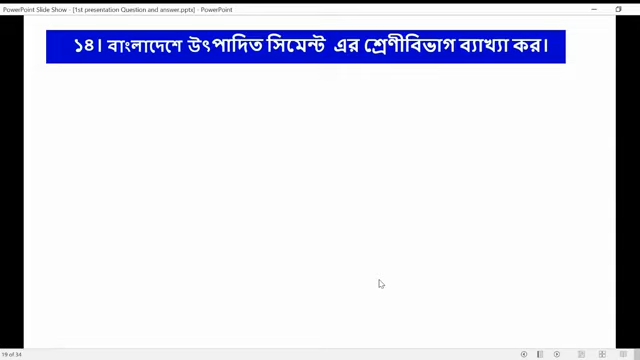 PowerPoint Slide Show - [1st presentation Question and answer.pptx] - PowerPoint
১৪। বাংলাদেশে উৎপাদিত সিমেন্ট এর শ্রেণীবিভাগ ব্যাখ্যা কর।
19 of 34